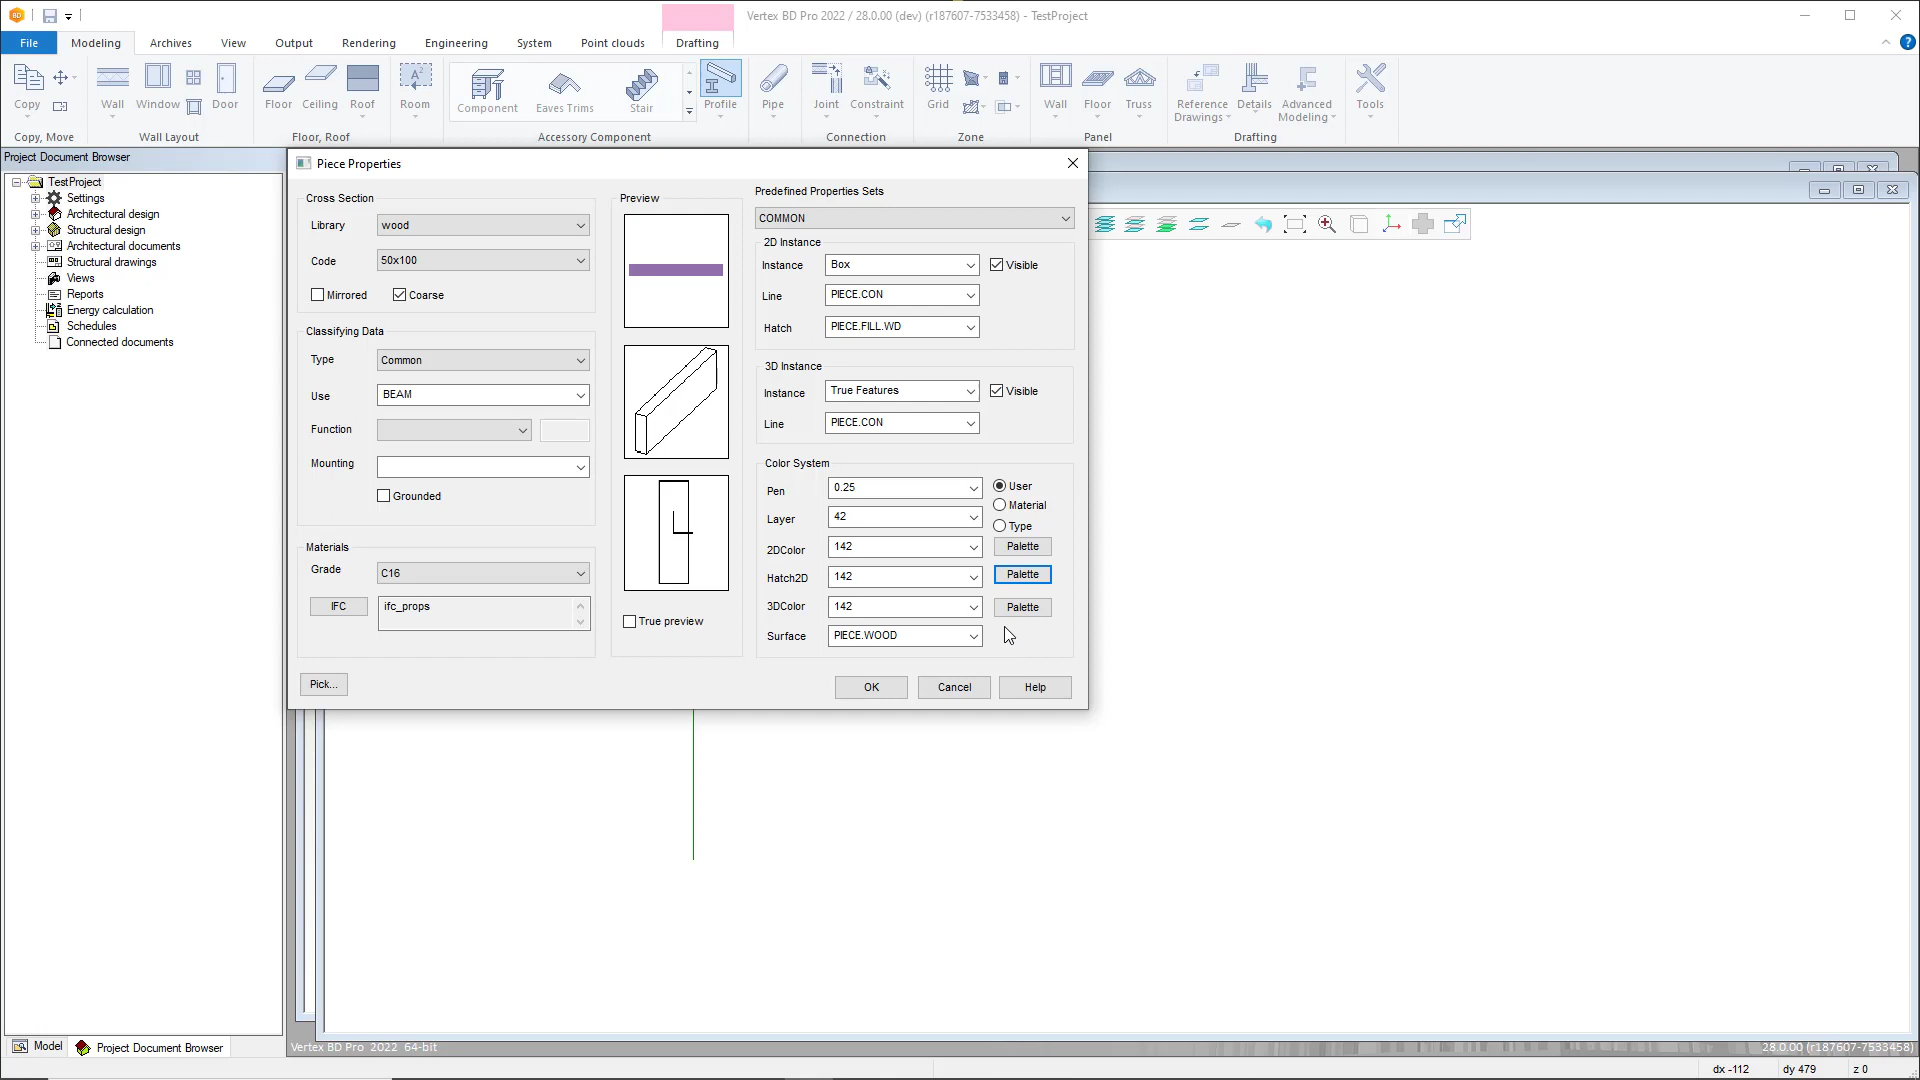 Vertex BD Pro 2022 / 28.0.00 (dev) (r187607-7533458) - TestProject
File Modeling Archives View Output Rendering Engineering System Point clouds Drafting
Copy Wall Window Door Floor Ceiling Roof Room Component Eaves Trims Stair Profile Pipe Joint Constraint Grid Wall Floor Truss Reference Drawings Details Advanced Modeling Tools
Copy, Move Wall Layout Floor, Roof Accessory Component Connection Zone Panel Drafting
Project Document Browser
TestProject
Settings
Architectural design
Structural design
Architectural documents
Structural drawings
Views
Reports
Energy calculation
Schedules
Connected documents
Piece Properties
Cross Section
Library wood
Code 50x100
Mirrored Coarse
Classifying Data
Type Common
Use BEAM
Function
Mounting
Grounded
Materials
Grade C16
IFC ifc_props
Pick...
Preview
True preview
Predefined Properties Sets
COMMON
2D Instance
Instance Box Visible
Line PIECE.CON
Hatch PIECE.FILL.WD
3D Instance
Instance True Features Visible
Line PIECE.CON
Color System
Pen 0.25 User
Material
Layer 42
Type
2DColor 142 Palette
Hatch2D 142 Palette
3DColor 142 Palette
Surface PIECE.WOOD
OK Cancel Help
Model Project Document Browser
Vertex BD Pro 2022 64-bit
28.0.00 (r187607-7533458)
dx -112 dy 479 z 0